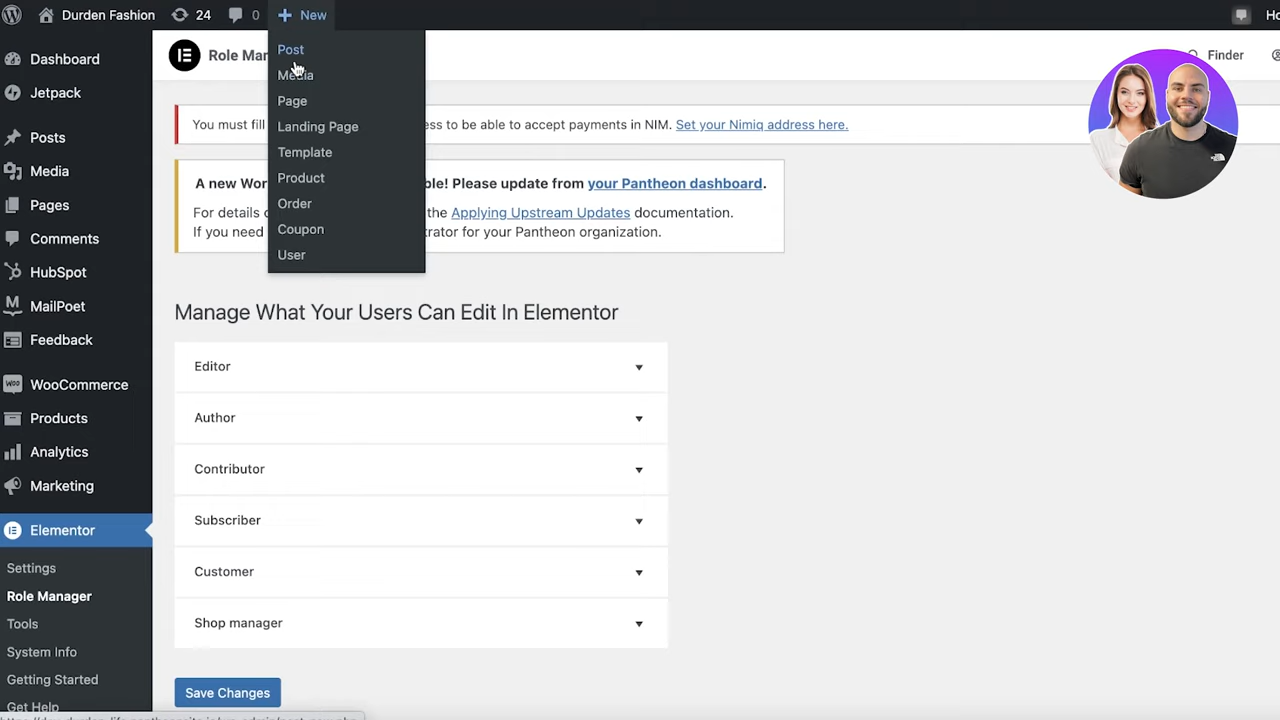 Durden Fashion
24
0
+ New
Ho
Dashboard
Jetpack
Posts
Media
Pages
Comments
HubSpot
MailPoet
Feedback
WooCommerce
Products
Analytics
Marketing
Elementor
Settings
Role Manager
Tools
System Info
Getting Started
Get Help
Post
Media
Page
Landing Page
Template
Product
Order
Coupon
User
Role Mar
Finder
You must fill
to be able to accept payments in NIM. Set your Nimiq address here.
A new Wor
! Please update from your Pantheon dashboard.
For details
the Applying Upstream Updates documentation.
If you need
for your Pantheon organization.
Manage What Your Users Can Edit In Elementor
Editor
Author
Contributor
Subscriber
Customer
Shop manager
Save Changes